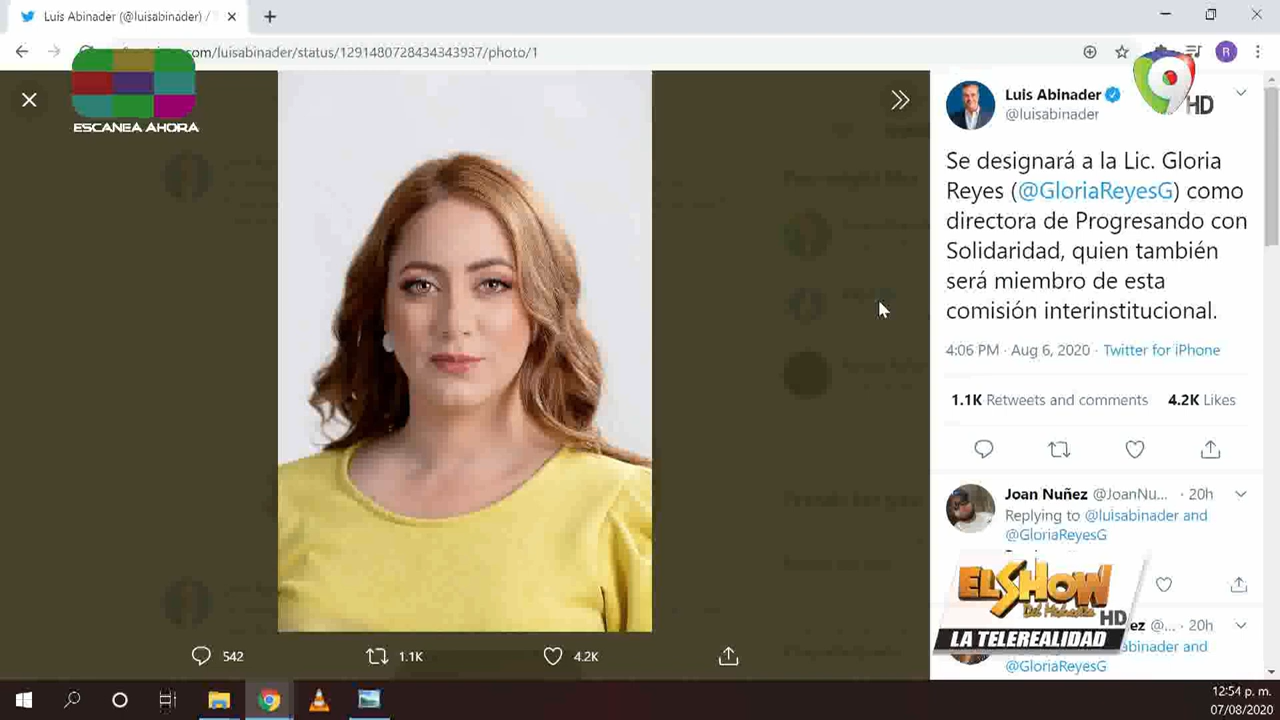 Luis Abinader (@luisabinader) /
com/luisabinader/status/1291480728434343937/photo/1
R
ESCANEA AHORA
9
HD
Luis Abinader
@luisabinader
Se designará a la Lic. Gloria
Reyes (@GloriaReyesG) como
directora de Progresando con
Solidaridad, quien también
será miembro de esta
comisión interinstitucional.
4:06 PM · Aug 6, 2020 · Twitter for iPhone
1.1K Retweets and comments 4.2K Likes
Joan Nuñez @JoanNu... · 20h
Replying to @luisabinader and
@GloriaReyesG
EL SHOW
Del Mediodía
HD
LA TELEREALIDAD
ez @... · 20h
abinader and
@GloriaReyesG
542 1.1K 4.2K
12:54 p. m.
07/08/2020